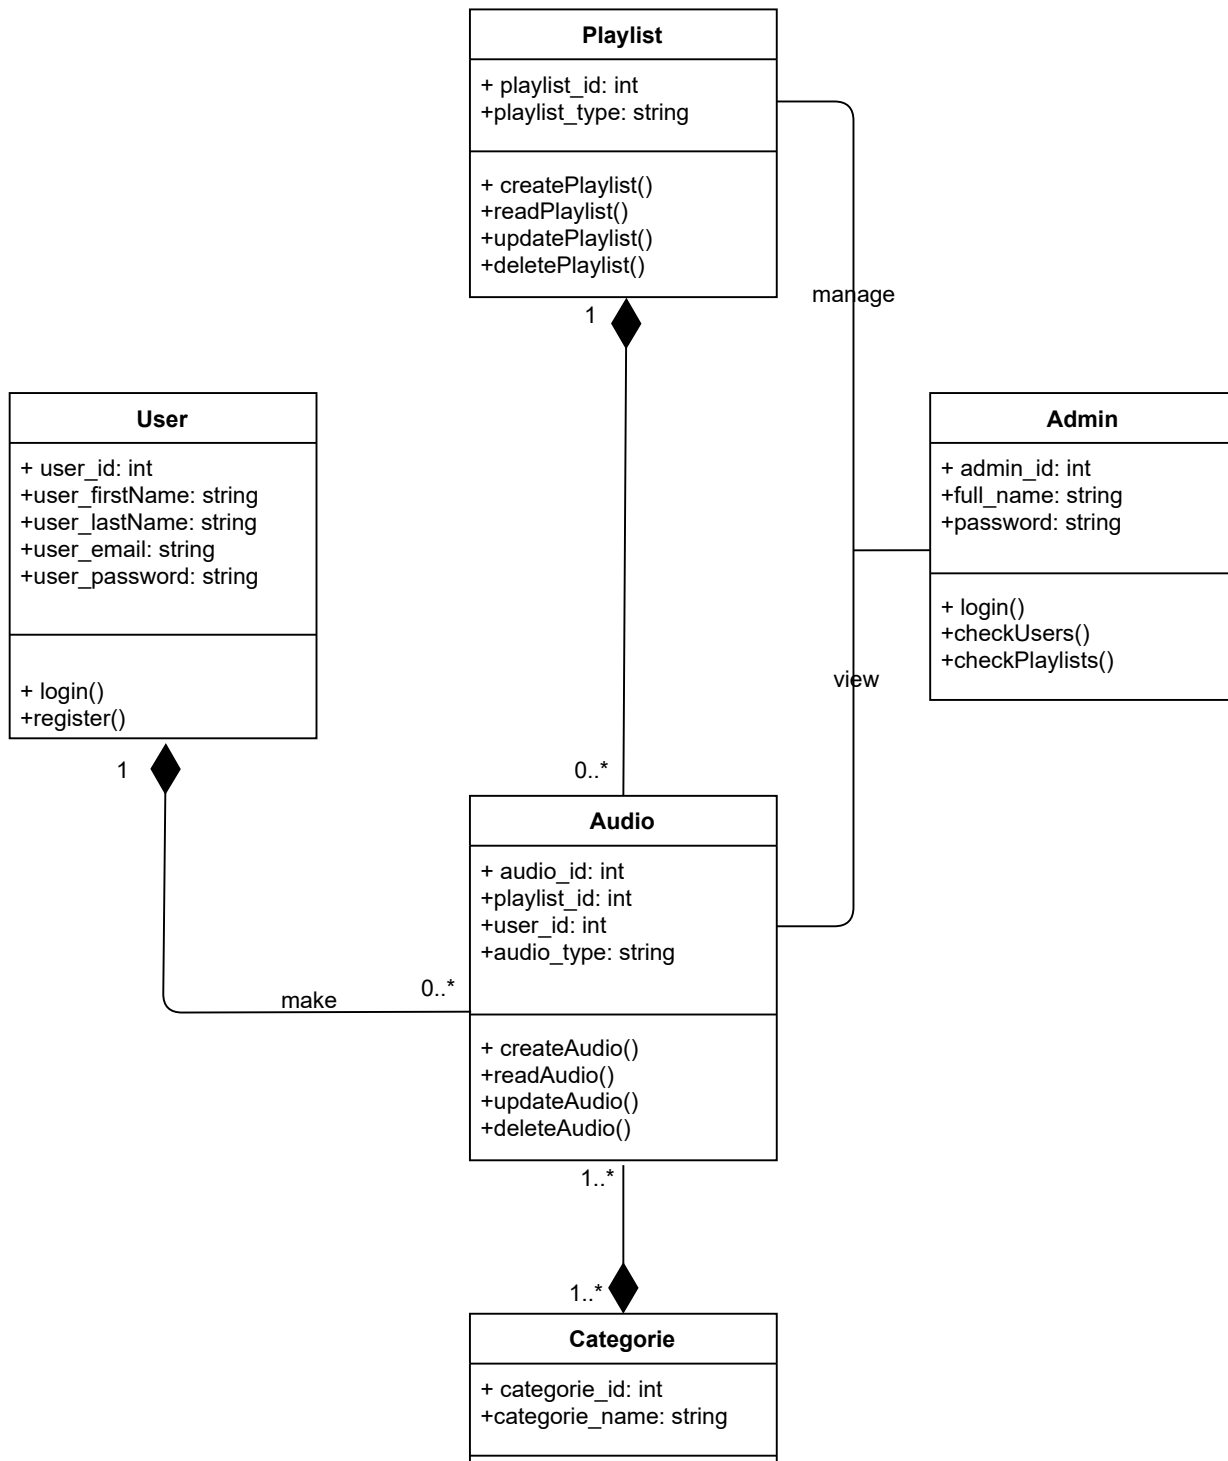 Playlist
+ playlist_id: int
+playlist_type: string
+ createPlaylist()
+readPlaylist()
+updatePlaylist()
+deletePlaylist()
1
manage
User
+ user_id: int
+user_firstName: string
+user_lastName: string
+user_email: string
+user_password: string
+ login()
+register()
1
Admin
+ admin_id: int
+full_name: string
+password: string
+ login()
+checkUsers()
+checkPlaylists()
view
0..*
Audio
+ audio_id: int
+playlist_id: int
+user_id: int
+audio_type: string
0..*
make
+ createAudio()
+readAudio()
+updateAudio()
+deleteAudio()
1..*
1..*
Categorie
+ categorie_id: int
+categorie_name: string